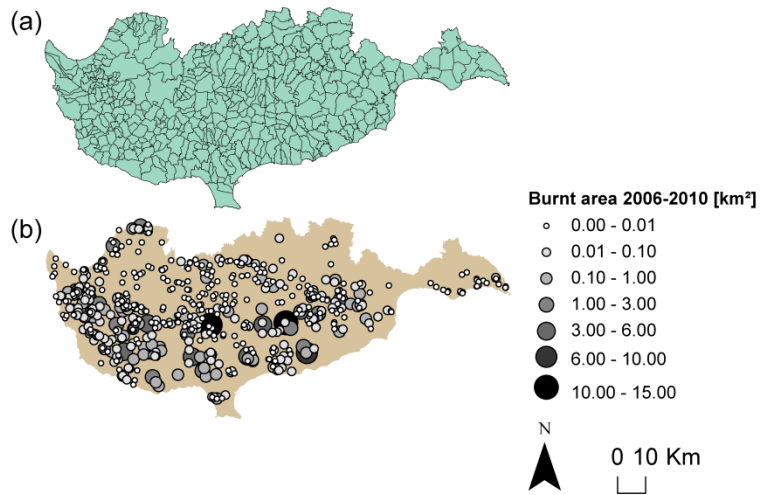 (a)
(b)
Burnt area 2006-2010 [km²]
0.00 - 0.01
0.01 - 0.10
0.10 - 1.00
1.00 - 3.00
3.00 - 6.00
6.00 - 10.00
10.00 - 15.00
N
0 10 Km